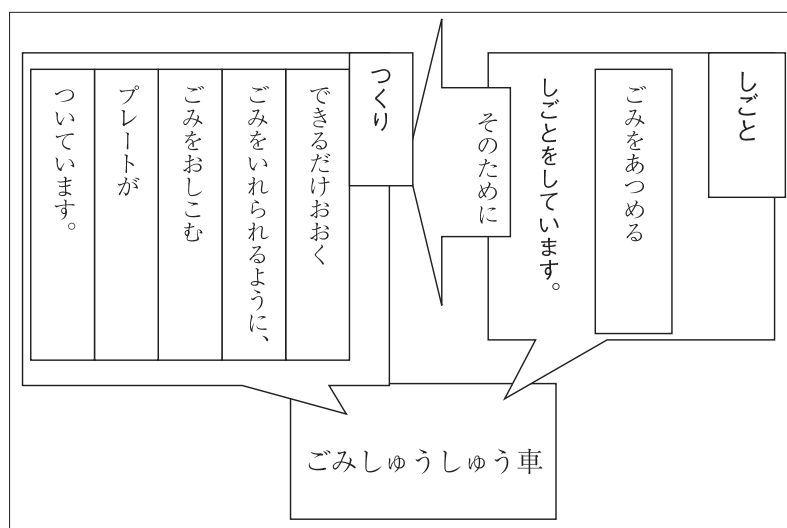 しごと
ごみをあつめる
しごとをしています。
そのために
つくり
できるだけおおく
ごみをいれられるように、
ごみをおしこむ
プレートが
ついています。
ごみしゅうしゅう車